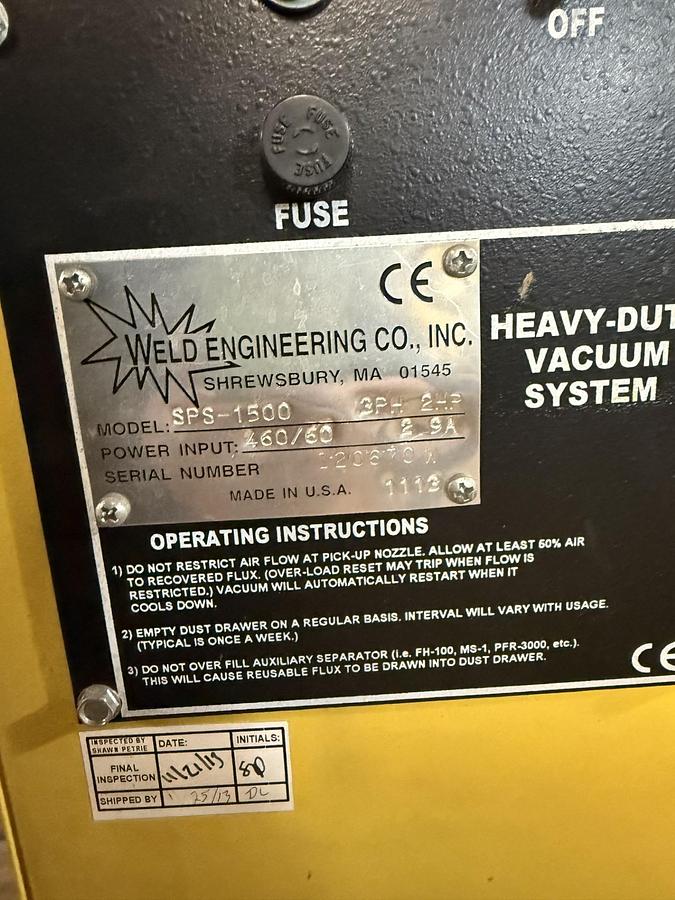 OFF
FUSE FUSE FUSE
FUSE
CE
WELD ENGINEERING CO., INC.
SHREWSBURY, MA 01545
MODEL: SPS-1500 3PH 2HP
POWER INPUT: 460/60 2.9A
SERIAL NUMBER
MADE IN U.S.A. 1113
HEAVY-DUT
VACUUM
SYSTEM
OPERATING INSTRUCTIONS
1) DO NOT RESTRICT AIR FLOW AT PICK-UP NOZZLE. ALLOW AT LEAST 50% AIR
TO RECOVERED FLUX. (OVER-LOAD RESET MAY TRIP WHEN FLOW IS
RESTRICTED.) VACUUM WILL AUTOMATICALLY RESTART WHEN IT
COOLS DOWN.
2) EMPTY DUST DRAWER ON A REGULAR BASIS. INTERVAL WILL VARY WITH USAGE.
(TYPICAL IS ONCE A WEEK.)
3) DO NOT OVER FILL AUXILIARY SEPARATOR (i.e. FH-100, MS-1, PFR-3000, etc.).
THIS WILL CAUSE REUSABLE FLUX TO BE DRAWN INTO DUST DRAWER.
CE
INSPECTED BY
SHAWN PETRIE
DATE:
INITIALS:
FINAL
INSPECTION
11/21/13
SP
SHIPPED BY
25/13
DL